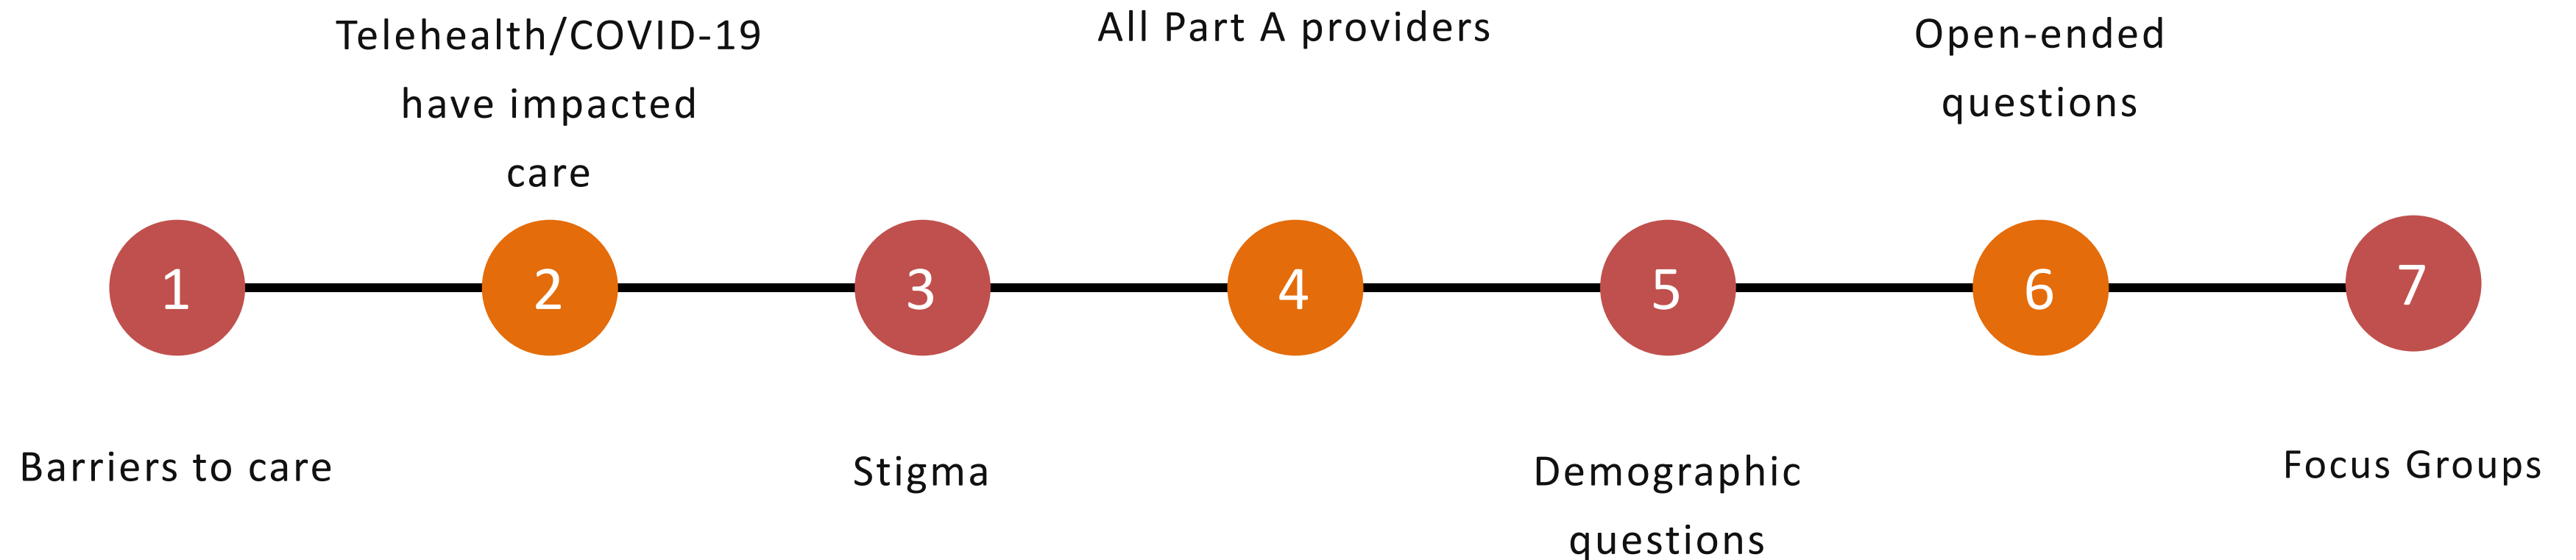 Telehealth/COVID-19
have impacted
care
All Part A providers
Open-ended
questions
1
2
3
4
5
6
7
Barriers to care
Stigma
Demographic
questions
Focus Groups